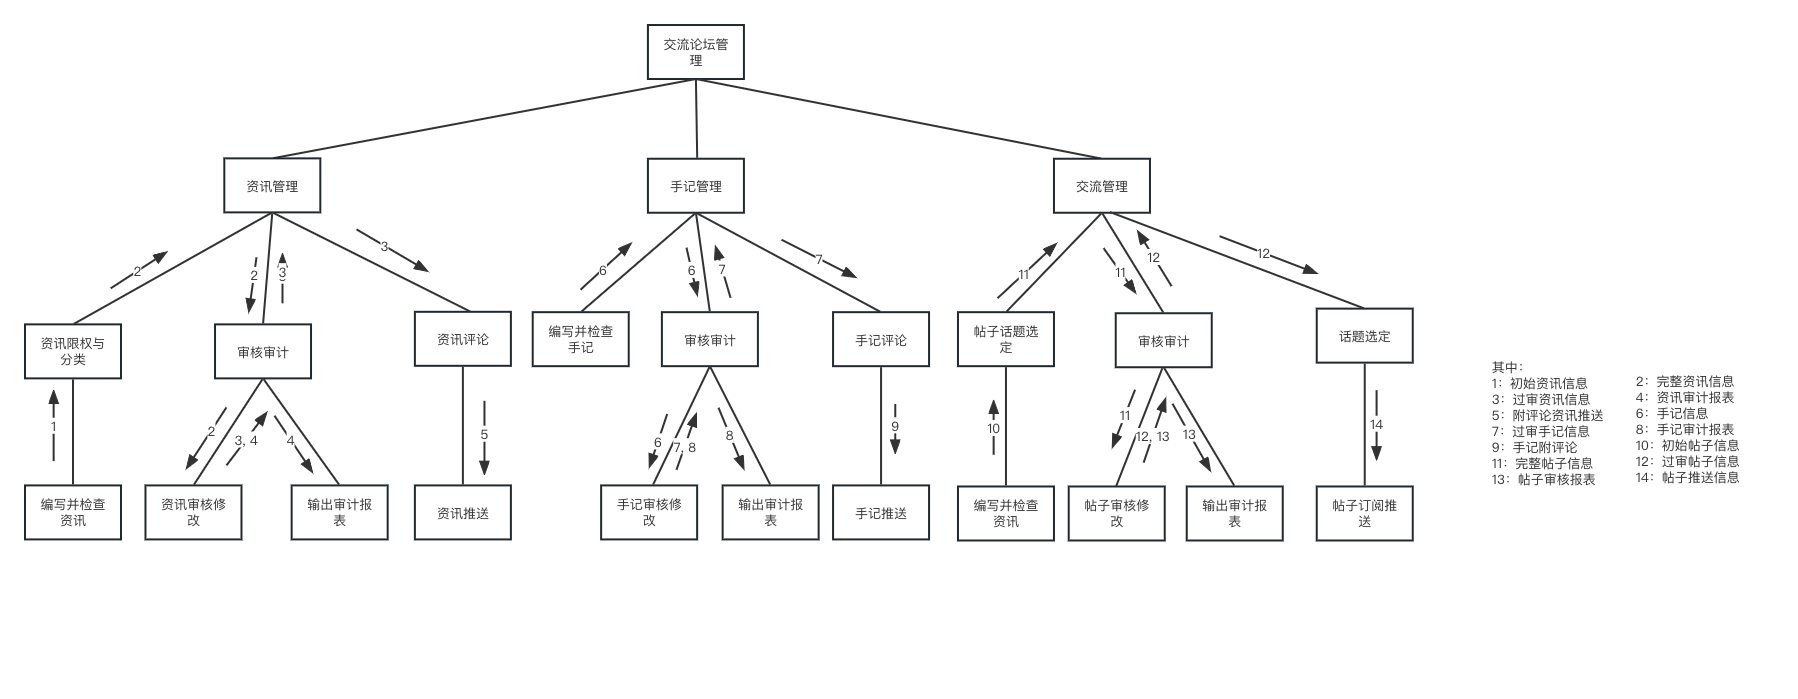 交流论坛管
理
资讯管理
手记管理
交流管理
2
2
3
3
6
6
7
7
11
11
12
12
资讯限权与
分类
审核审计
资讯评论
编写并检查
手记
审核审计
手记评论
帖子话题选
定
审核审计
话题选定
1
2
3, 4
4
5
6
7, 8
8
9
10
11
12, 13
13
14
编写并检查
资讯
资讯审核修
改
输出审计报
表
资讯推送
手记审核修
改
输出审计报
表
手记推送
编写并检查
资讯
帖子审核修
改
输出审计报
表
帖子订阅推
送
其中:
1: 初始资讯信息
3: 过审资讯信息
5: 附评论资讯推送
7: 过审手记信息
9: 手记附评论
11: 完整帖子信息
13: 帖子审核报表
2: 完整资讯信息
4: 资讯审计报表
6: 手记信息
8: 手记审计报表
10: 初始帖子信息
12: 过审帖子信息
14: 帖子推送信息